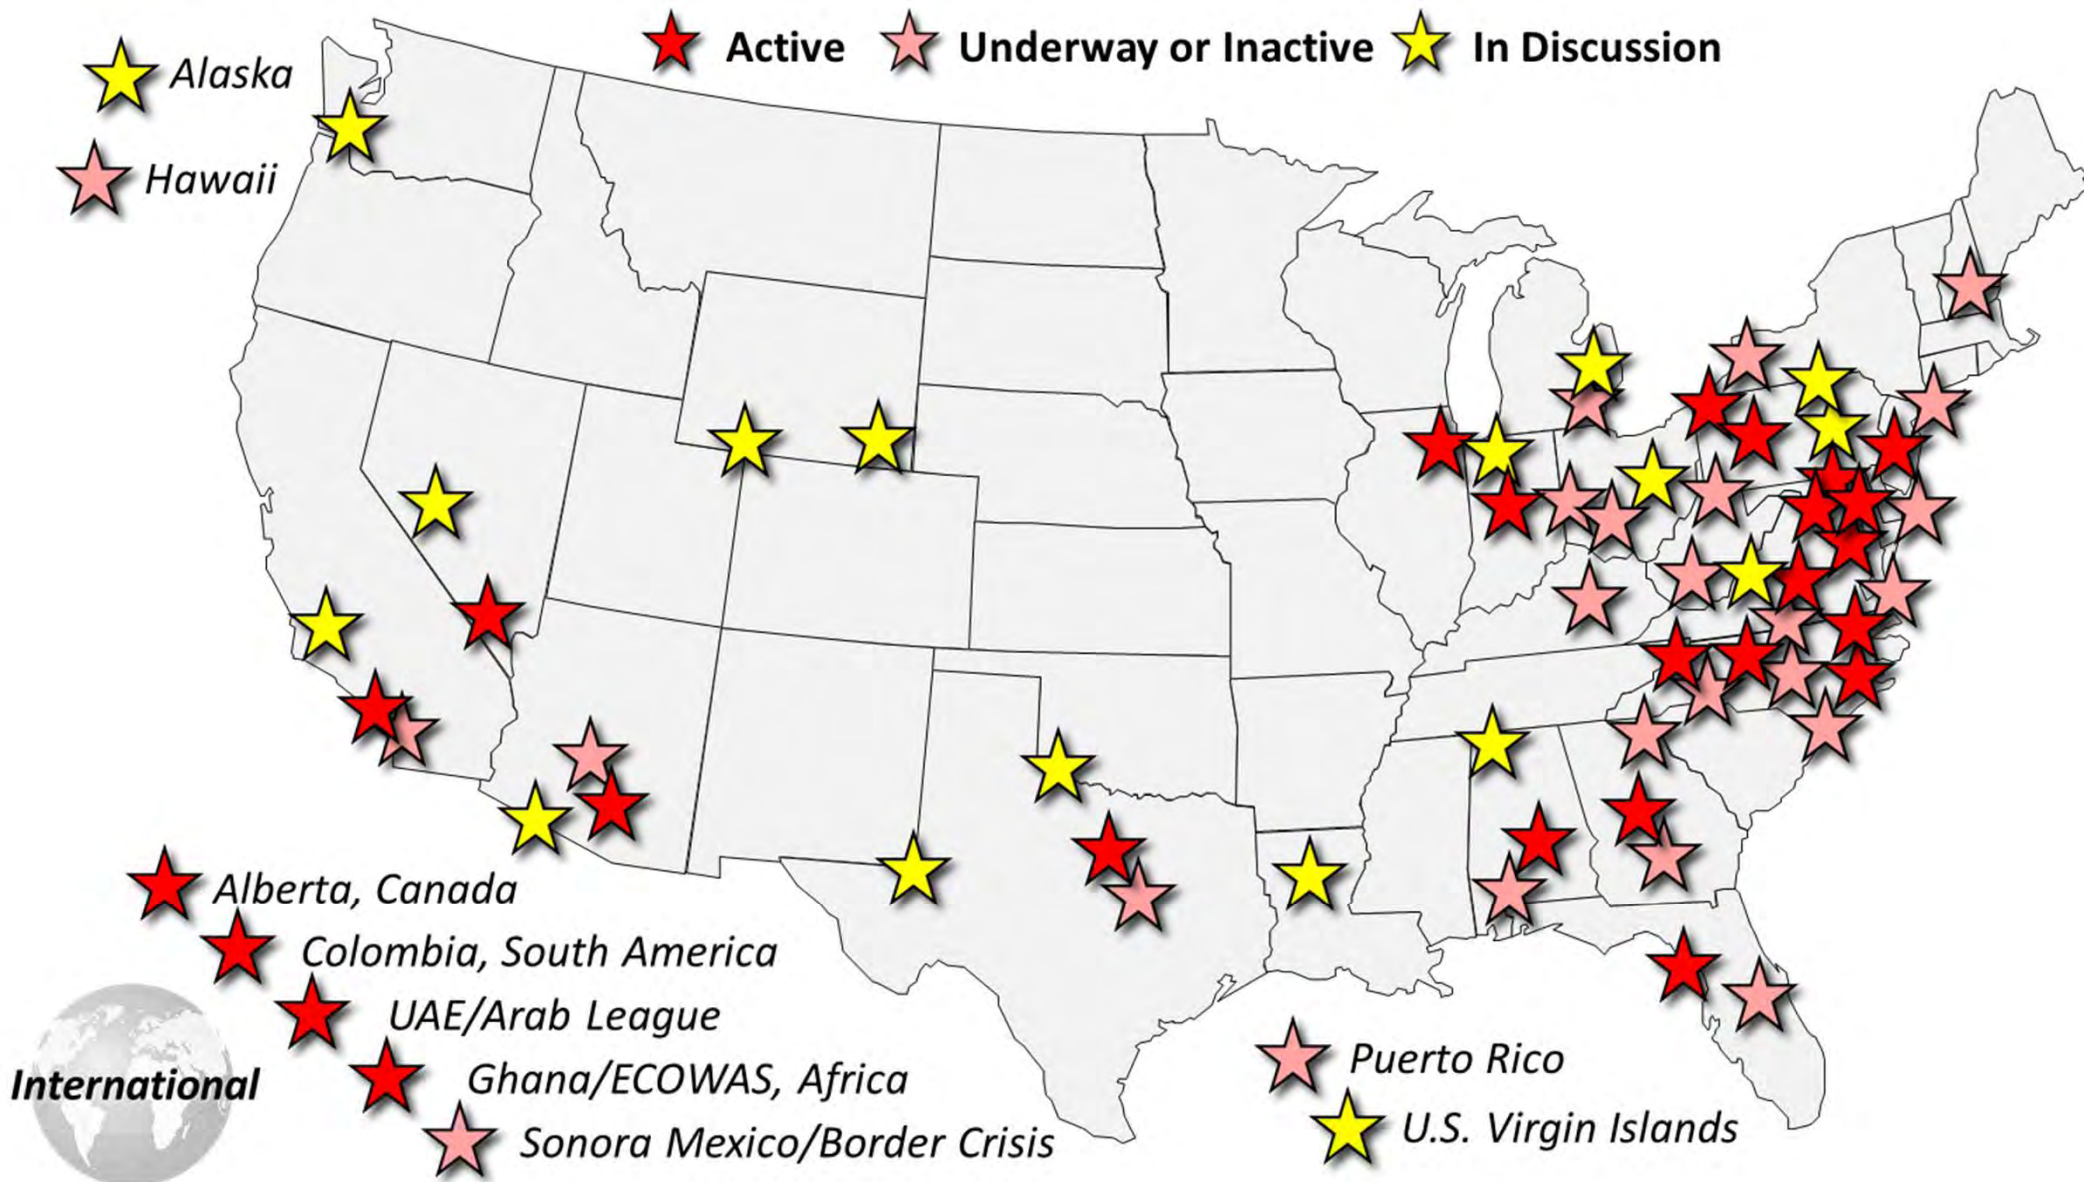 Active
Underway or Inactive
In Discussion
Alaska
Hawaii
Alberta, Canada
Colombia, South America
UAE/Arab League
Ghana/ECOWAS, Africa
Sonora Mexico/Border Crisis
International
Puerto Rico
U.S. Virgin Islands